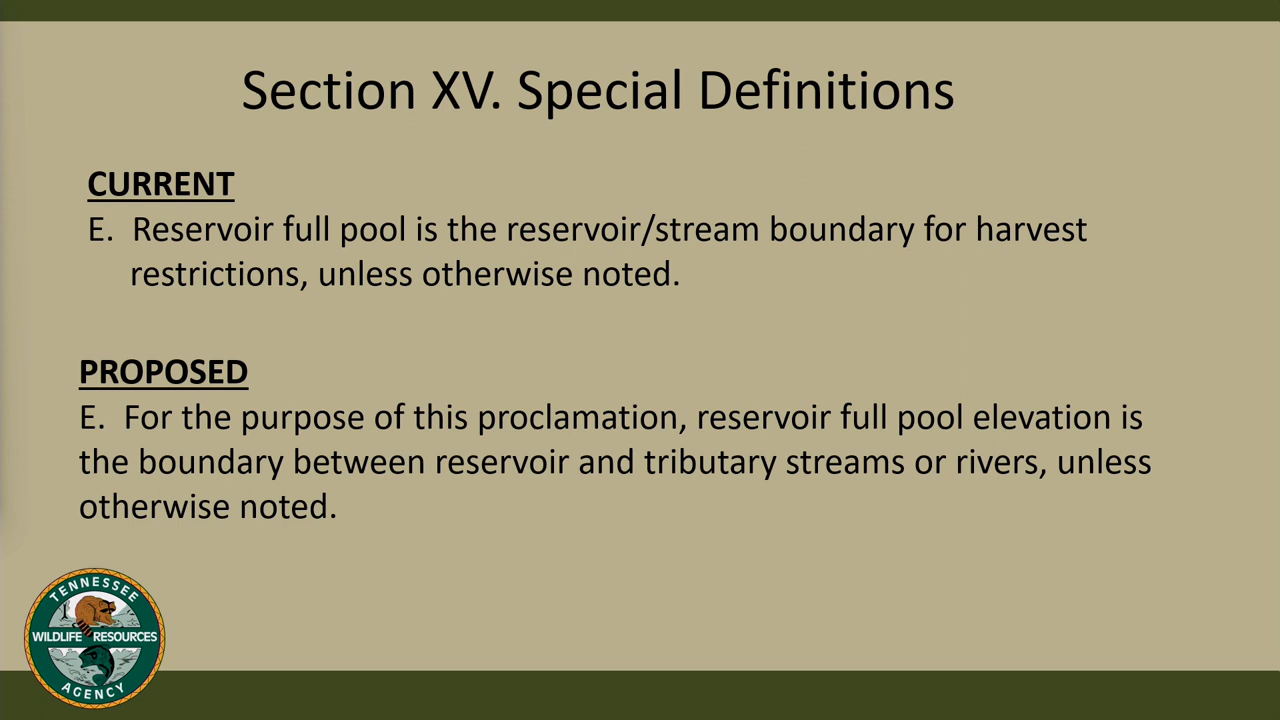 Section XV. Special Definitions
CURRENT
E. Reservoir full pool is the reservoir/stream boundary for harvest
restrictions, unless otherwise noted.
PROPOSED
E. For the purpose of this proclamation, reservoir full pool elevation is
the boundary between reservoir and tributary streams or rivers, unless
otherwise noted.
TENNESSEE
WILDLIFE RESOURCES
AGENCY